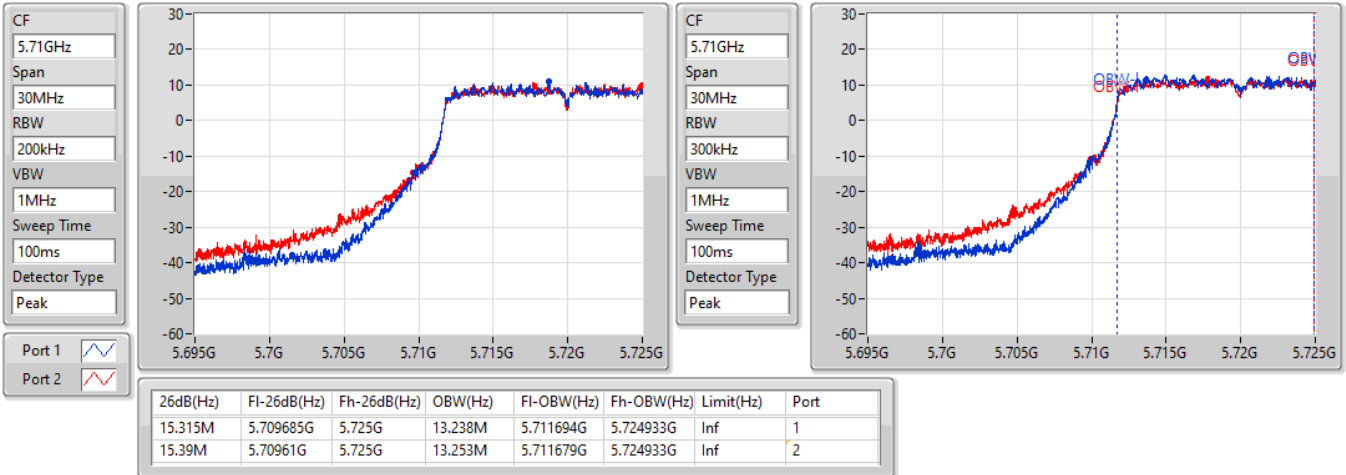 CF
5.71GHz
Span
30MHz
RBW
200kHz
VBW
1MHz
Sweep Time
100ms
Detector Type
Peak
30
20
10
0
-10
-20
-30
-40
-50
-60
5.695G 5.7G 5.705G 5.71G 5.715G 5.72G 5.725G
CF
5.71GHz
Span
30MHz
RBW
300kHz
VBW
1MHz
Sweep Time
100ms
Detector Type
Peak
30
20
10
0
-10
-20
-30
-40
-50
-60
OBW
5.695G 5.7G 5.705G 5.71G 5.715G 5.72G 5.725G
Port 1
Port 2
26dB(Hz) Fl-26dB(Hz) Fh-26dB(Hz) OBW(Hz) Fl-OBW(Hz) Fh-OBW(Hz) Limit(Hz) Port
15.315M 5.709685G 5.725G 13.238M 5.711694G 5.724933G Inf 1
15.39M 5.70961G 5.725G 13.253M 5.711679G 5.724933G Inf 2